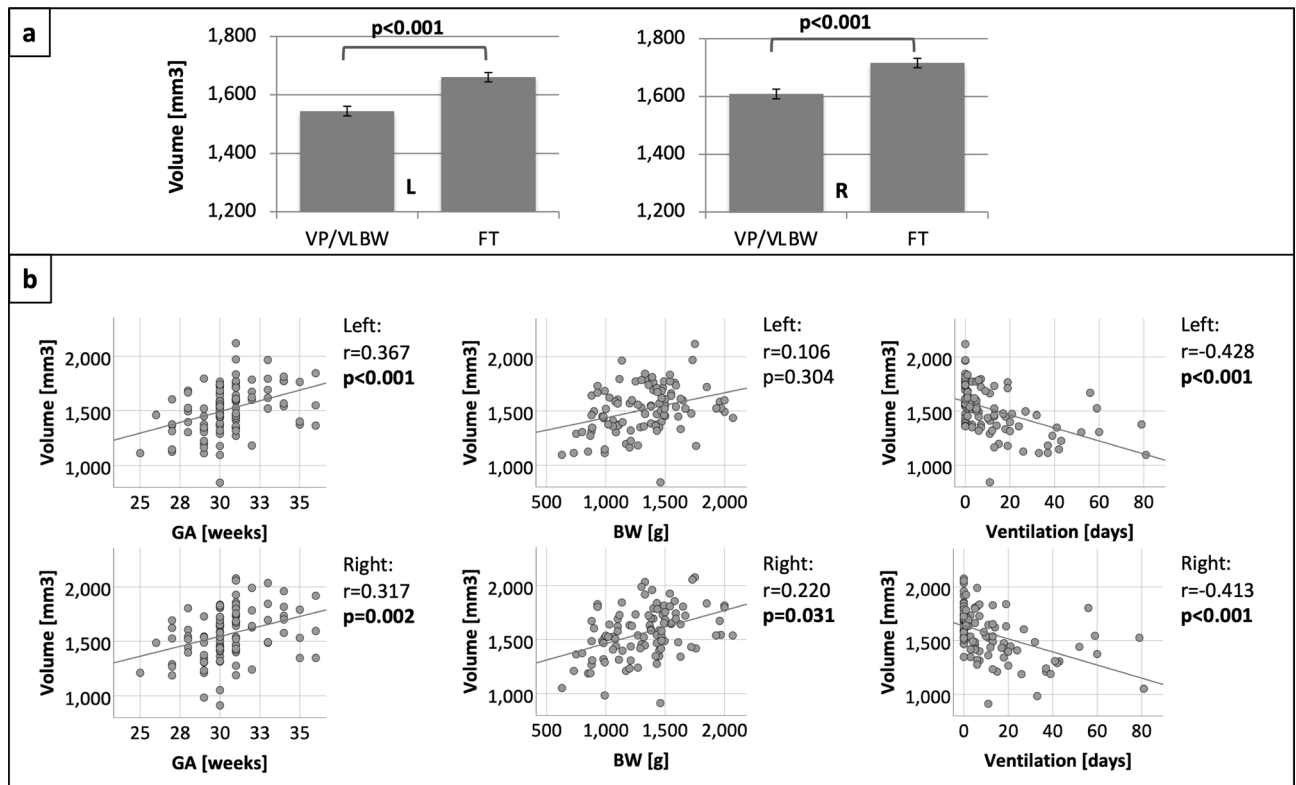 a
p<0.001
p<0.001
Volume [mm3]
1,800
1,600
1,400
1,200
L
VP/VLBW FT
1,800
1,600
1,400
1,200
R
VP/VLBW FT
b
Volume [mm3]
2,000
1,500
1,000
25 28 30 33 35
GA [weeks]
Left:
r=0.367
p<0.001
Volume [mm3]
2,000
1,500
1,000
500 1,000 1,500 2,000
BW [g]
Left:
r=0.106
p=0.304
Volume [mm3]
2,000
1,500
1,000
0 20 40 60 80
Ventilation [days]
Left:
r=-0.428
p<0.001
Volume [mm3]
2,000
1,500
1,000
25 28 30 33 35
GA [weeks]
Right:
r=0.317
p=0.002
Volume [mm3]
2,000
1,500
1,000
500 1,000 1,500 2,000
BW [g]
Right:
r=0.220
p=0.031
Volume [mm3]
2,000
1,500
1,000
0 20 40 60 80
Ventilation [days]
Right:
r=-0.413
p<0.001